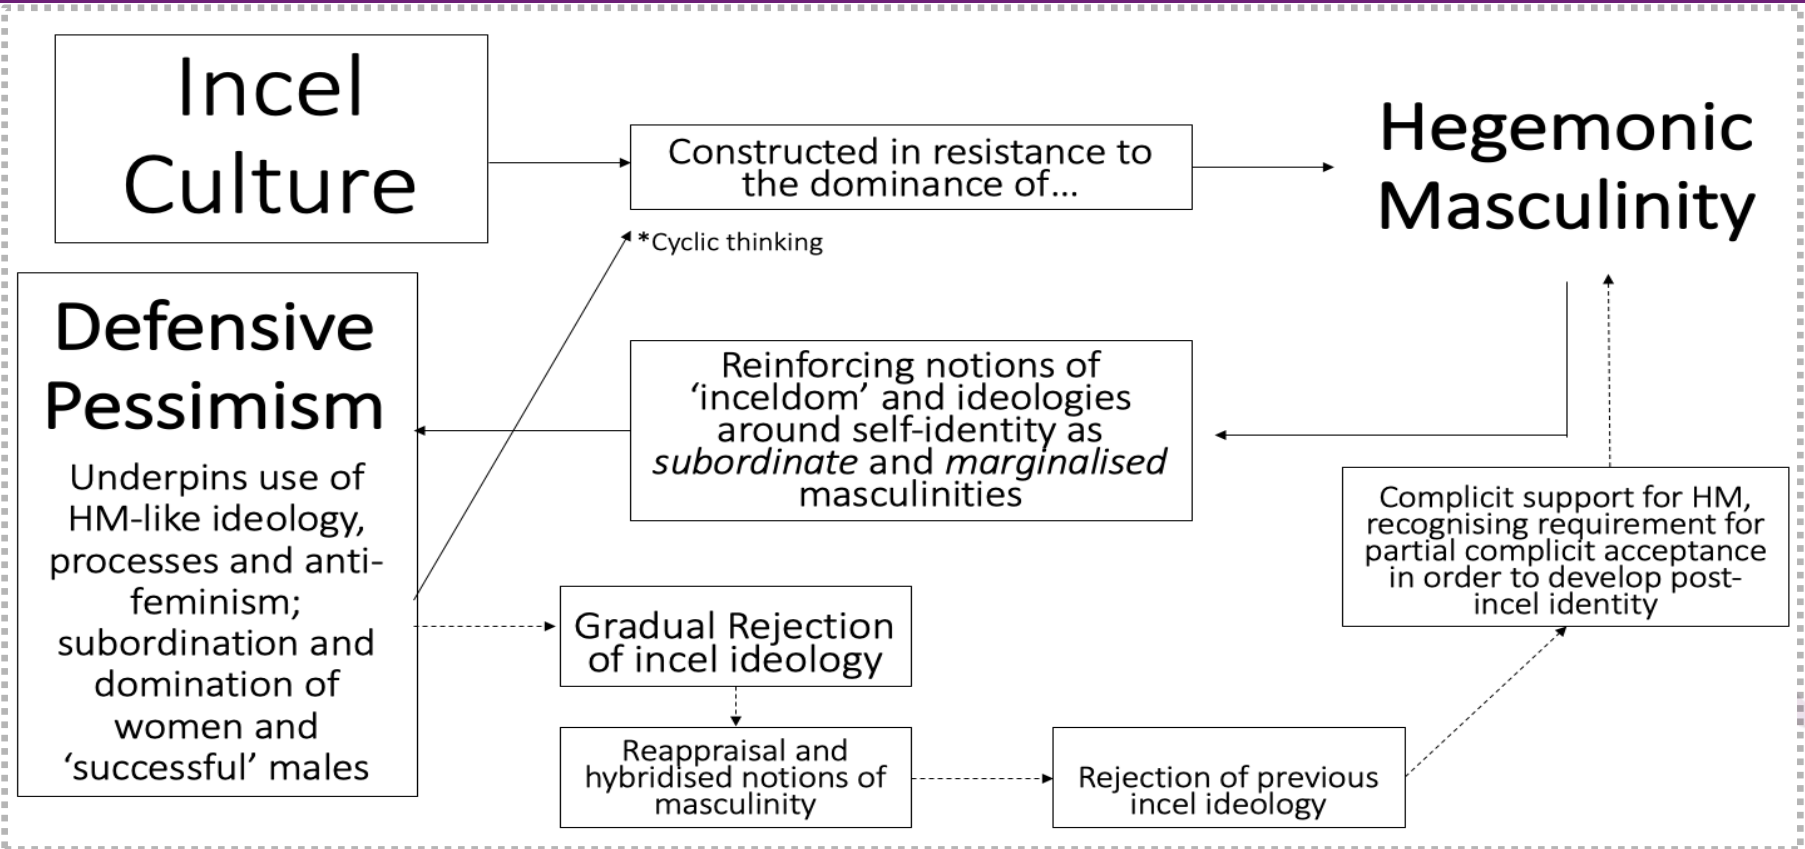 Incel
Culture
Constructed in resistance to
the dominance of...
Hegemonic
Masculinity
*Cyclic thinking
Defensive
Pessimism
Underpins use of
HM-like ideology,
processes and anti-
feminism;
subordination and
domination of
women and
‘successful’ males
Reinforcing notions of
‘inceldom’ and ideologies
around self-identity as
subordinate and marginalised
masculinities
Complicit support for HM,
recognising requirement for
partial complicit acceptance
in order to develop post-
incel identity
Gradual Rejection
of incel ideology
Reappraisal and
hybridised notions of
masculinity
Rejection of previous
incel ideology